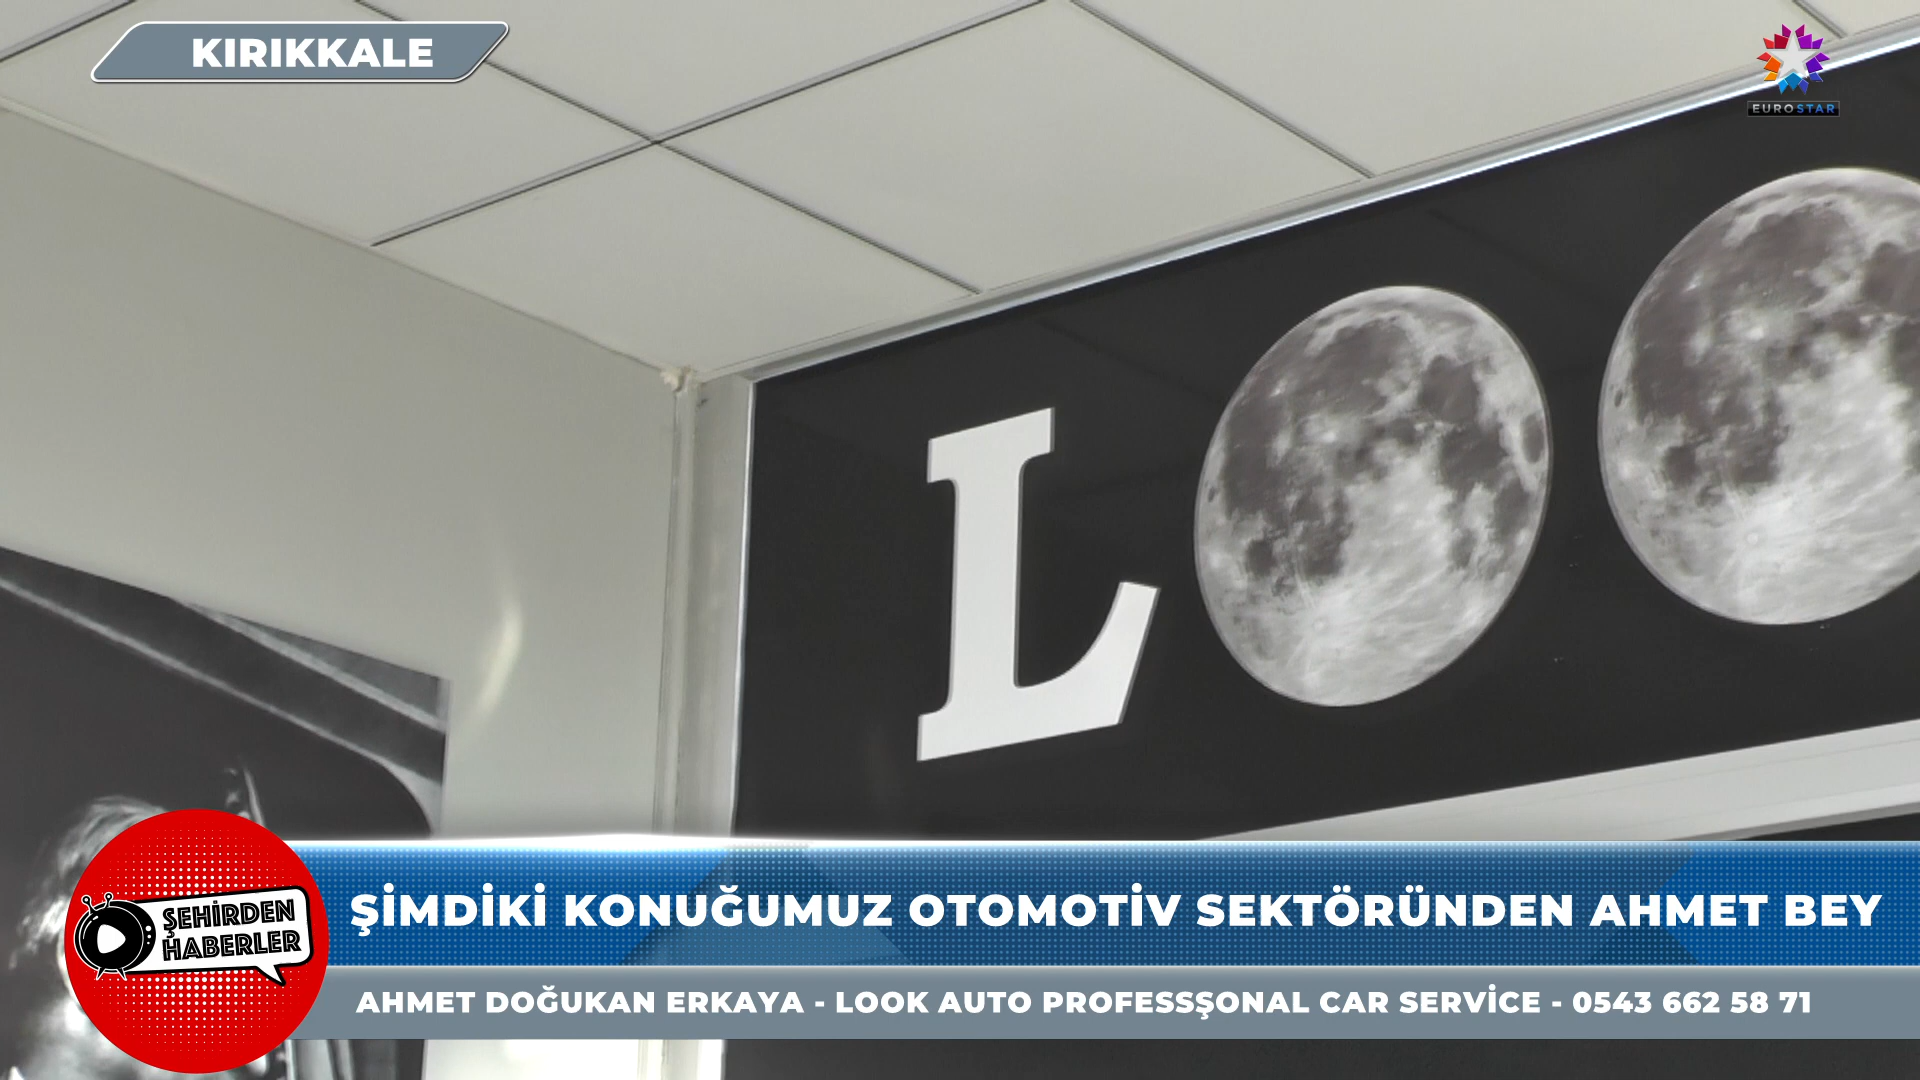 KIRIKKALE
EUROSTAR
L
ŞEHİRDEN
HABERLER
ŞİMDİKİ KONUĞUMUZ OTOMOTİV SEKTÖRÜNDEN AHMET BEY
AHMET DOĞUKAN ERKAYA - LOOK AUTO PROFESSŞONAL CAR SERVİCE - 0543 662 58 71